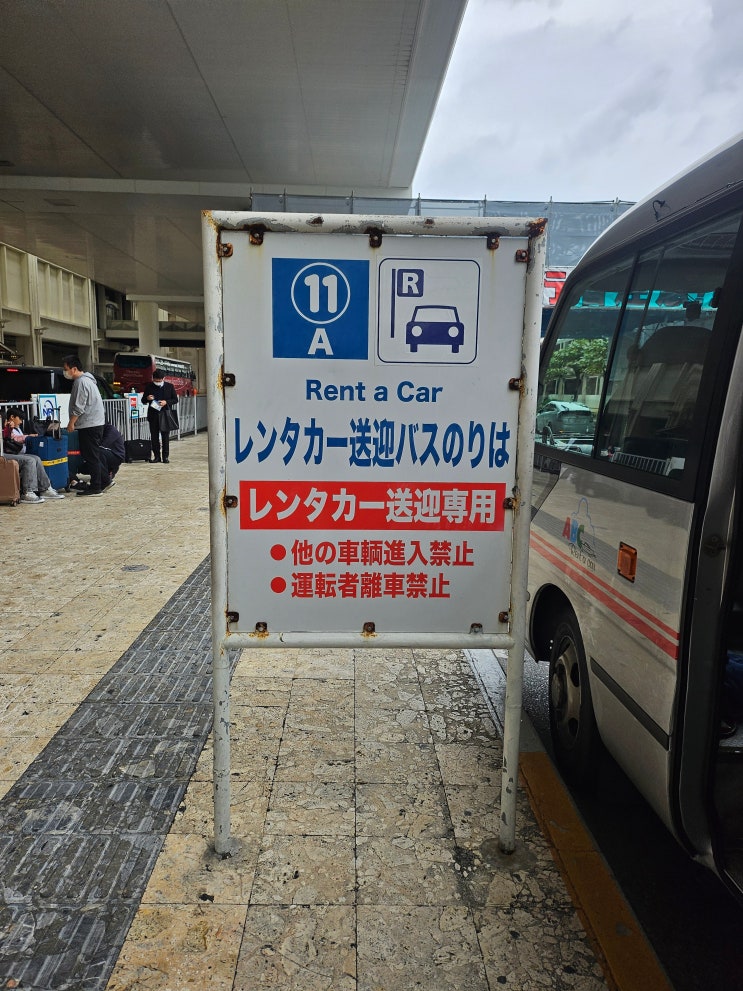 11
A
R
Rent a Car
レンタカー送迎バスのりは
レンタカー送迎専用
●他の車輌進入禁止
●運転者離車禁止